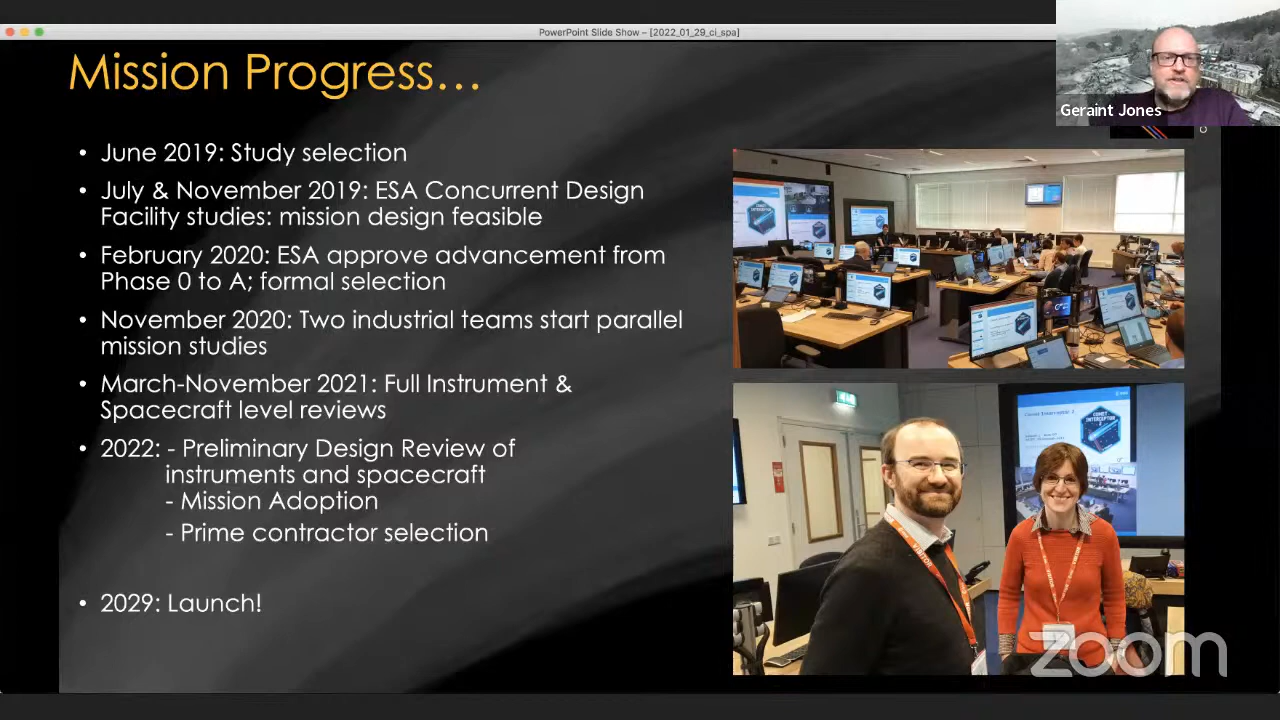 PowerPoint Slide Show – [2022_01_29_ci_spa]
Mission Progress...
Geraint Jones
• June 2019: Study selection
• July & November 2019: ESA Concurrent Design
Facility studies: mission design feasible
• February 2020: ESA approve advancement from
Phase 0 to A; formal selection
• November 2020: Two industrial teams start parallel
mission studies
• March-November 2021: Full Instrument &
Spacecraft level reviews
• 2022: - Preliminary Design Review of
instruments and spacecraft
- Mission Adoption
- Prime contractor selection
• 2029: Launch!
COMET
INTERCEPTOR
VISITOR
zoom